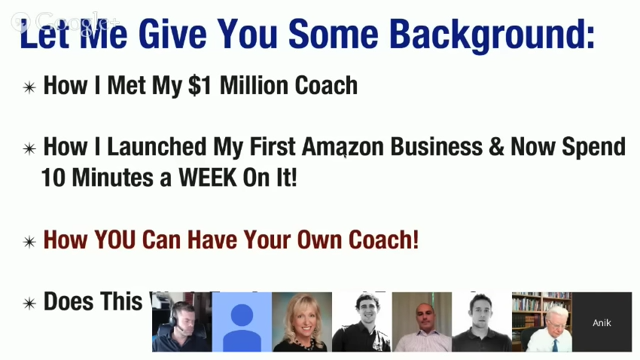 Google+
Let Me Give You Some Background:
✴ How I Met My $1 Million Coach
✴ How I Launched My First Amazon Business & Now Spend
10 Minutes a WEEK On It!
✴ How YOU Can Have Your Own Coach!
✴ Does This
Anik